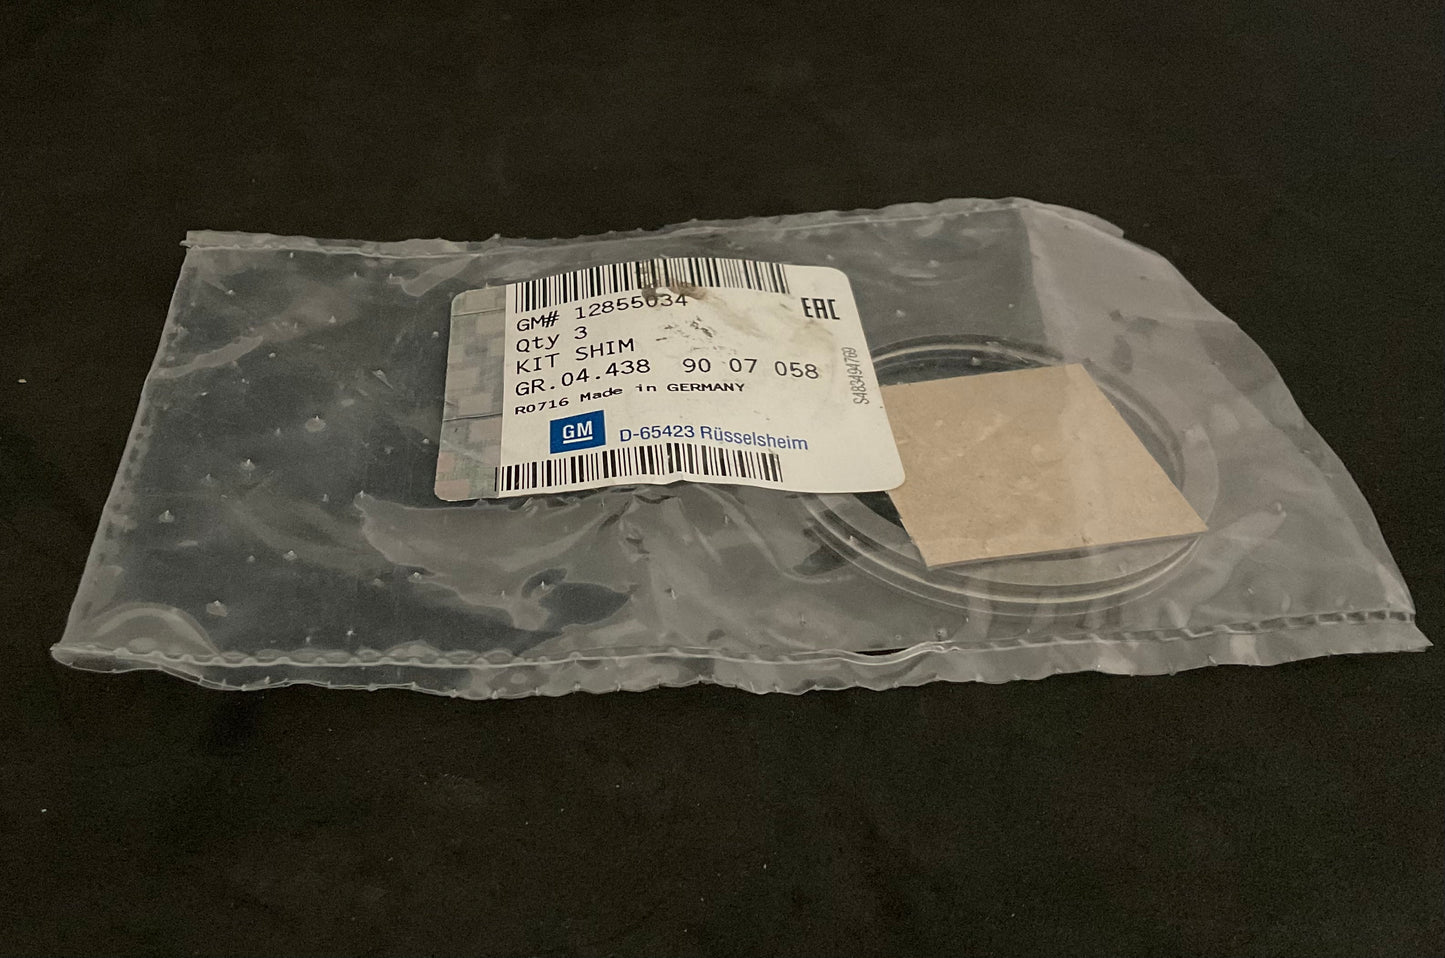 GM# 12855034
EAC
Qty 3
KIT SHIM
GR.04.438 90 07 058
R0716 Made in GERMANY
S483494769
GM D-65423 Rüsselsheim